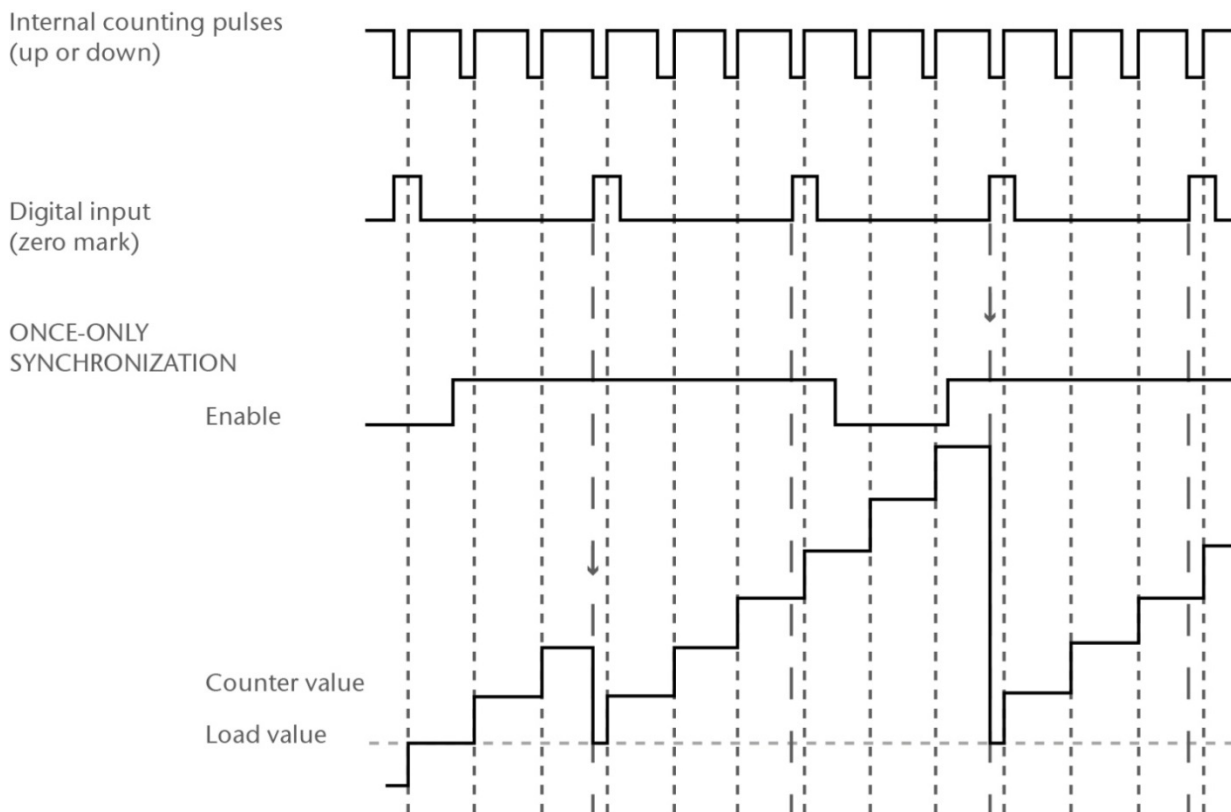 Internal counting pulses
(up or down)
Digital input
(zero mark)
ONCE-ONLY
SYNCHRONIZATION
Enable
Counter value
Load value